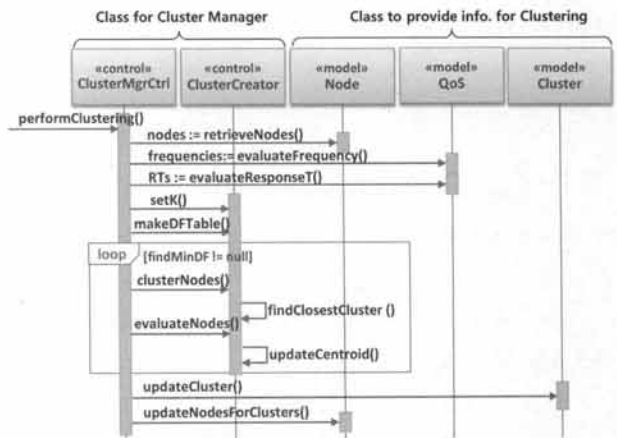 Class for Cluster Manager
Class to provide info. for Clustering
«control»
ClusterMgrCtrl
«control»
ClusterCreator
«model»
Node
«model»
QoS
«model»
Cluster
performClustering()
nodes := retrieveNodes()
frequencies:= evaluateFrequency()
RTs := evaluateResponseT()
setK()
makeDFTable()
loop
[findMinDF != null]
clusterNodes()
findClosestCluster ()
evaluateNodes()
updateCentroid()
updateCluster()
updateNodesForClusters()